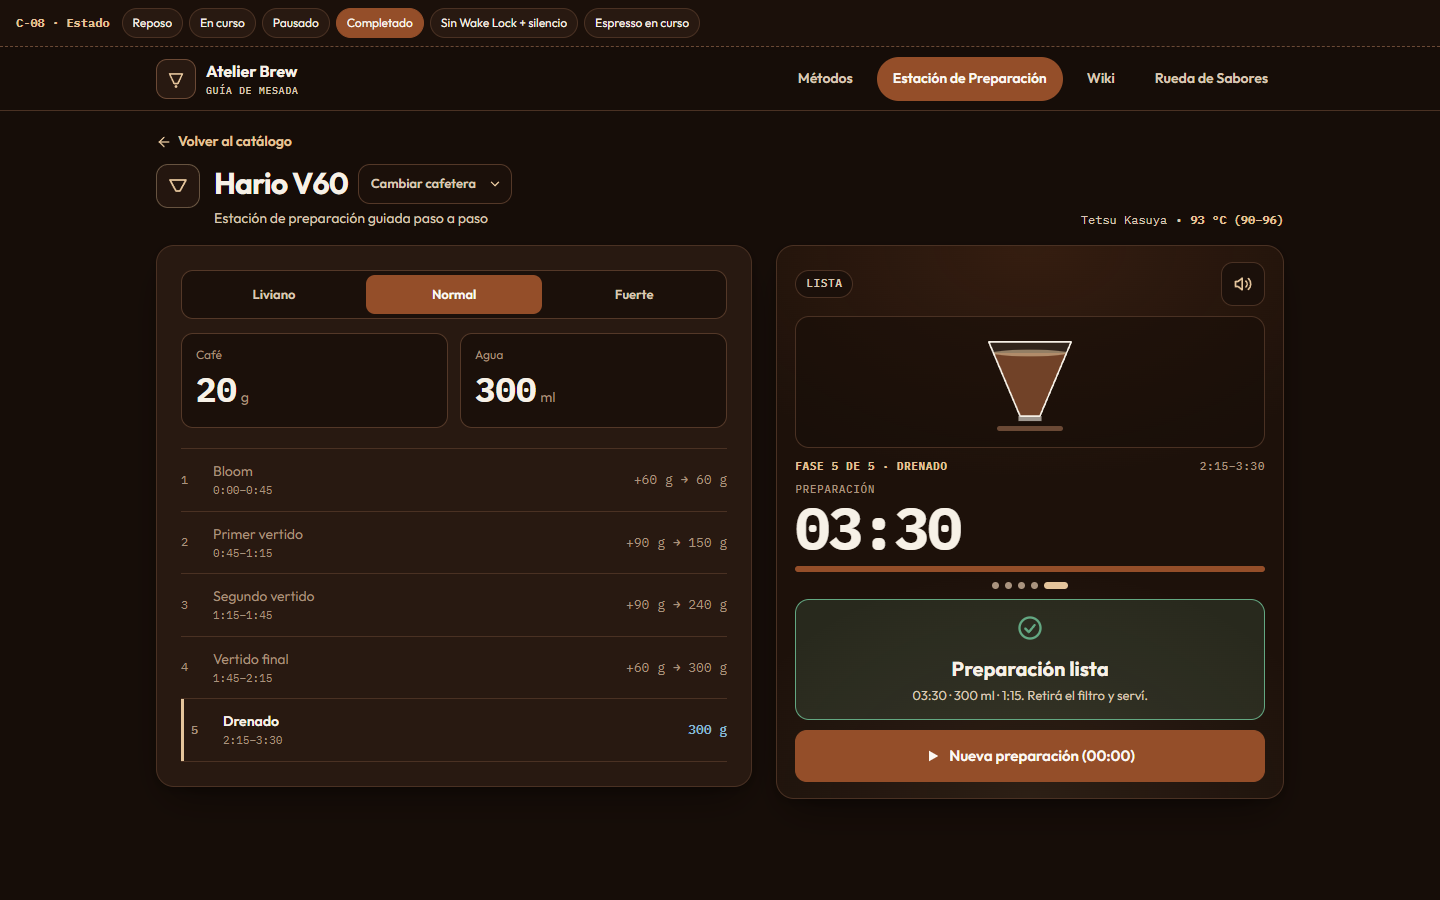 C-08 · Estado Reposo En curso Pausado Completado Sin Wake Lock + silencio Espresso en curso
Atelier Brew
GUÍA DE MESADA
Métodos Estación de Preparación Wiki Rueda de Sabores
← Volver al catálogo
Hario V60 Cambiar cafetera
Estación de preparación guiada paso a paso
Tetsu Kasuya • 93 °C (90–96)
Liviano Normal Fuerte
Café
20 g
Agua
300 ml
1 Bloom +60 g → 60 g
0:00–0:45
2 Primer vertido +90 g → 150 g
0:45–1:15
3 Segundo vertido +90 g → 240 g
1:15–1:45
4 Vertido final +60 g → 300 g
1:45–2:15
5 Drenado 300 g
2:15–3:30
LISTA
FASE 5 DE 5 · DRENADO 2:15–3:30
PREPARACIÓN
03:30
Preparación lista
03:30 · 300 ml · 1:15. Retirá el filtro y serví.
Nueva preparación (00:00)